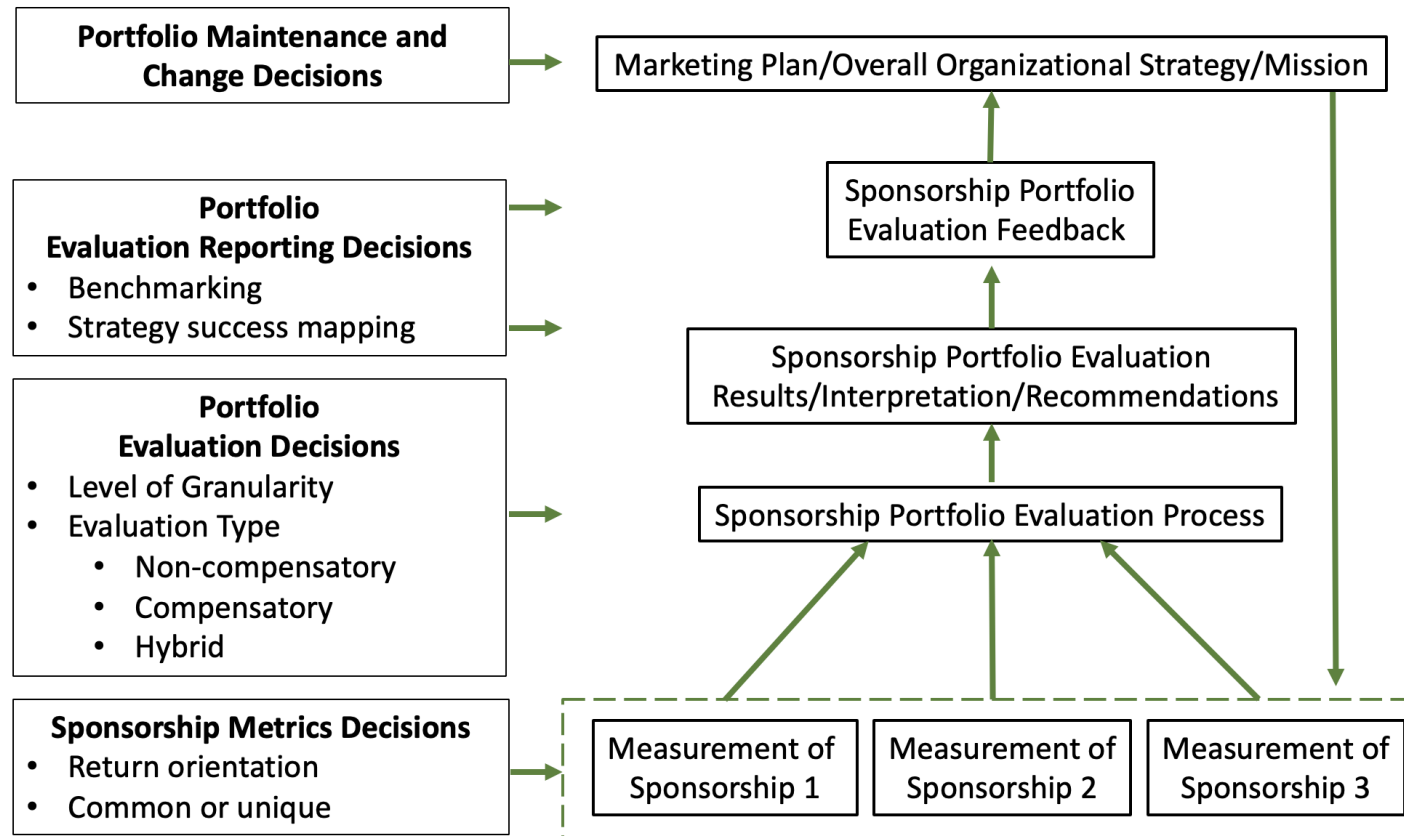 Portfolio Maintenance and
Change Decisions
Marketing Plan/Overall Organizational Strategy/Mission
Portfolio
Evaluation Reporting Decisions
• Benchmarking
• Strategy success mapping
Sponsorship Portfolio
Evaluation Feedback
Sponsorship Portfolio Evaluation
Results/Interpretation/Recommendations
Portfolio
Evaluation Decisions
• Level of Granularity
• Evaluation Type
• Non-compensatory
• Compensatory
• Hybrid
Sponsorship Portfolio Evaluation Process
Sponsorship Metrics Decisions
• Return orientation
• Common or unique
Measurement of
Sponsorship 1
Measurement of
Sponsorship 2
Measurement of
Sponsorship 3